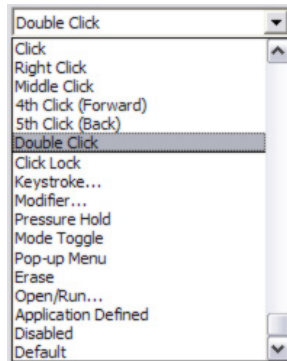 Double Click
Click
Right Click
Middle Click
4th Click (Forward)
5th Click (Back)
Double Click
Click Lock
Keystroke...
Modifier...
Pressure Hold
Mode Toggle
Pop-up Menu
Erase
Open/Run...
Application Defined
Disabled
Default